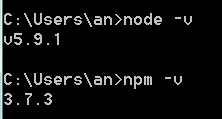 C:\Users\an>node -v
v5.9.1
C:\Users\an>npm -v
3.7.3